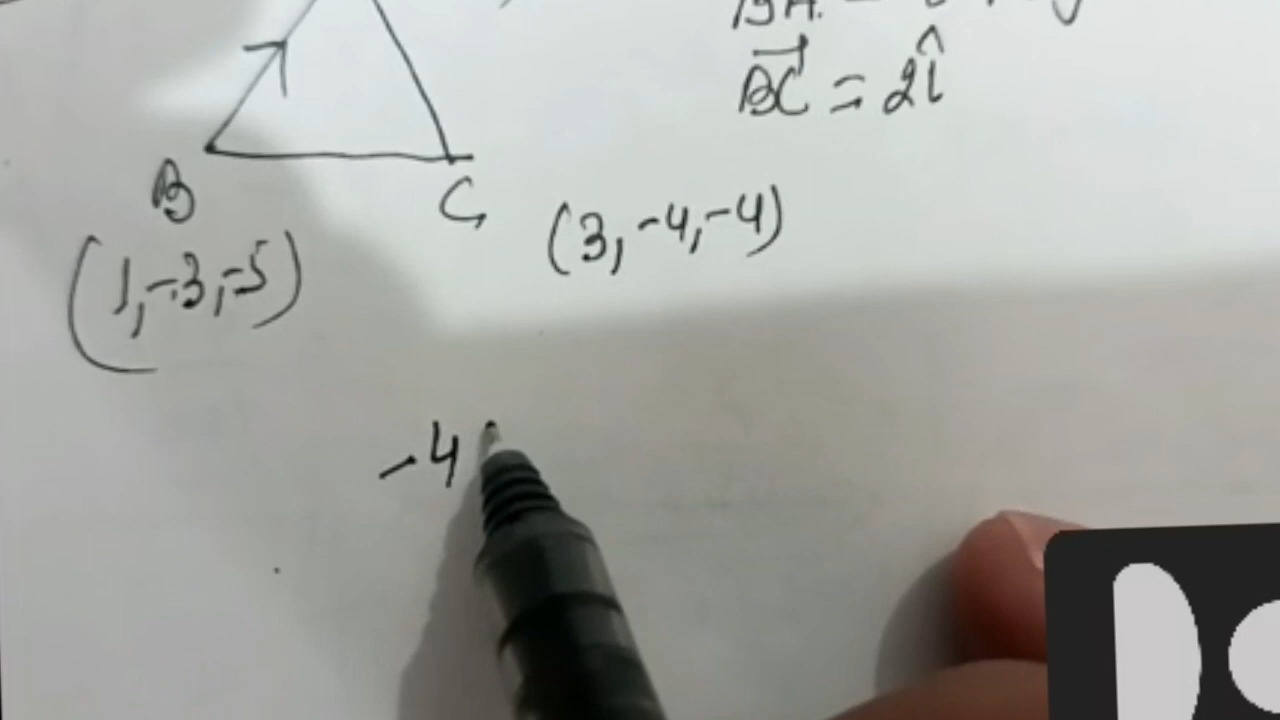 BC = 2î
B
C
(3, -4, -4)
(1, -3, -5)
-4